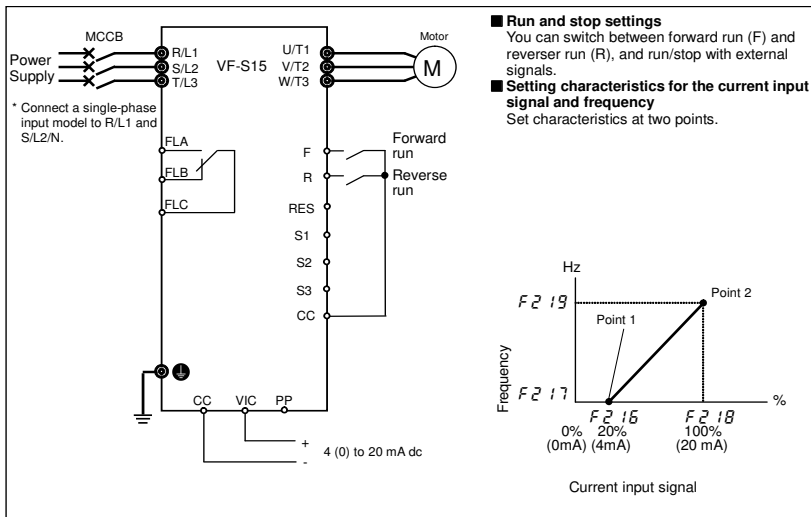 MCCB
Power
Supply
R/L1
S/L2
T/L3
VF-S15
U/T1
V/T2
W/T3
Motor
M
* Connect a single-phase
input model to R/L1 and
S/L2/N.
FLA
FLB
FLC
F
R
RES
S1
S2
S3
CC
Forward
run
Reverse
run
CC
VIC
PP
+
-
4 (0) to 20 mA dc
■ Run and stop settings
You can switch between forward run (F) and
reverser run (R), and run/stop with external
signals.
■ Setting characteristics for the current input
signal and frequency
Set characteristics at two points.
Hz
F219
Point 2
Point 1
Frequency
F217
%
F216
F218
0%
20%
100%
(0mA)
(4mA)
(20 mA)
Current input signal